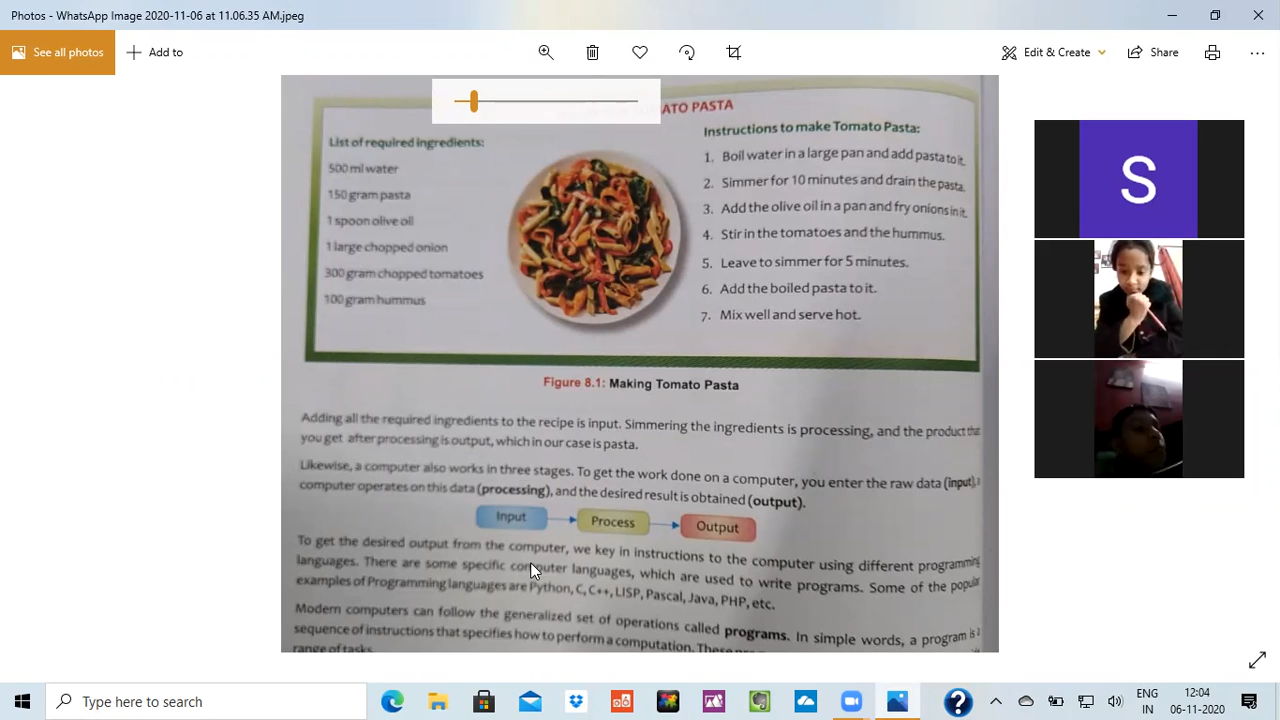 Photos - WhatsApp Image 2020-11-06 at 11.06.35 AM.jpeg
See all photos
Add to
Edit & Create
Share
TOMATO PASTA
List of required ingredients:
500 ml water
150 gram pasta
1 spoon olive oil
1 large chopped onion
300 gram chopped tomatoes
100 gram hummus
Instructions to make Tomato Pasta:
1. Boil water in a large pan and add pasta to it.
2. Simmer for 10 minutes and drain the pasta.
3. Add the olive oil in a pan and fry onions in it.
4. Stir in the tomatoes and the hummus.
5. Leave to simmer for 5 minutes.
6. Add the boiled pasta to it.
7. Mix well and serve hot.
S
Figure 8.1: Making Tomato Pasta
Adding all the required ingredients to the recipe is input. Simmering the ingredients is processing, and the product that
you get after processing is output, which in our case is pasta.
Likewise, a computer also works in three stages. To get the work done on a computer, you enter the raw data (input),
computer operates on this data (processing), and the desired result is obtained (output).
Input Process Output
To get the desired output from the computer, we key in instructions to the computer using different programming
languages. There are some specific computer languages, which are used to write programs. Some of the popular
examples of Programming languages are Python, C, C++, LISP, Pascal, Java, PHP, etc.
Modern computers can follow the generalized set of operations called programs. In simple words, a program is a
sequence of instructions that specifies how to perform a computation. These
range of tasks.
Type here to search
ENG
IN
12:04
06-11-2020